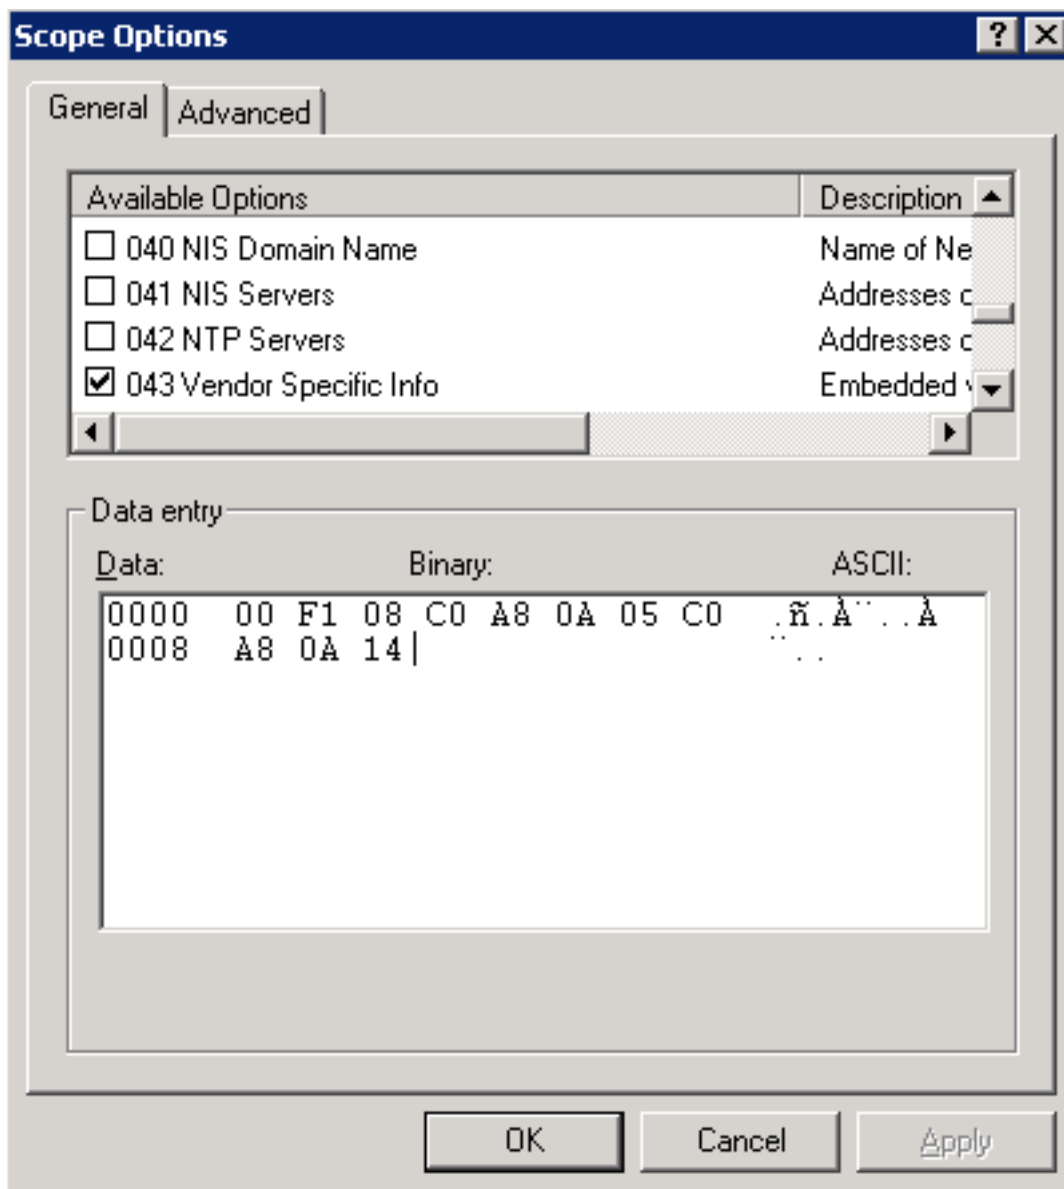 Scope Options
General Advanced
Available Options Description
040 NIS Domain Name Name of Ne
041 NIS Servers Addresses c
042 NTP Servers Addresses c
043 Vendor Specific Info Embedded v
Data entry
Data: Binary: ASCII:
0000 00 F1 08 C0 A8 0A 05 C0 .ñ.À¨..À
0008 A8 0A 14 ¨..
OK Cancel Apply